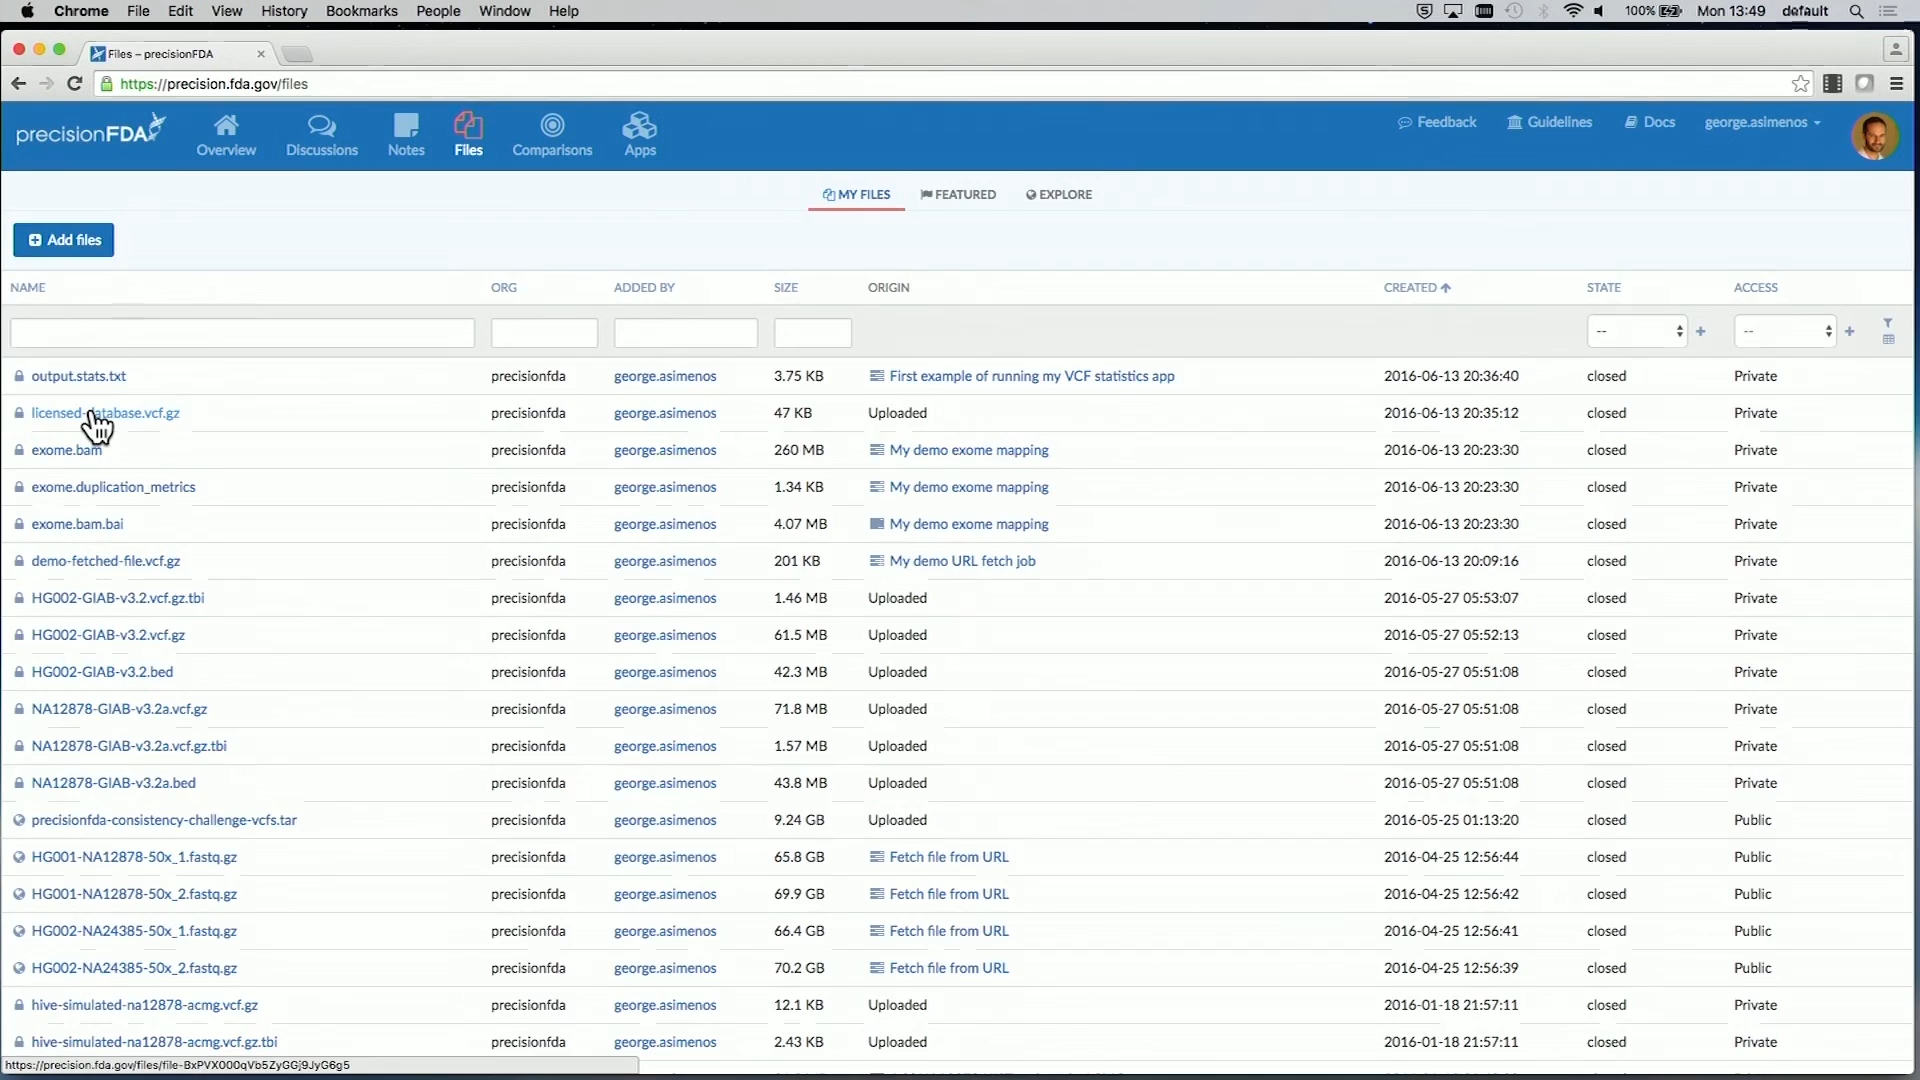 Chrome File Edit View History Bookmarks People Window Help 100% Mon 13:49 default
Files – precisionFDA
https://precision.fda.gov/files
precisionFDA Overview Discussions Notes Files Comparisons Apps Feedback Guidelines Docs george.asimenos
MY FILES FEATURED EXPLORE
Add files
NAME ORG ADDED BY SIZE ORIGIN CREATED STATE ACCESS
-- --
output.stats.txt precisionfda george.asimenos 3.75 KB First example of running my VCF statistics app 2016-06-13 20:36:40 closed Private
licensed-database.vcf.gz precisionfda george.asimenos 47 KB Uploaded 2016-06-13 20:35:12 closed Private
exome.bam precisionfda george.asimenos 260 MB My demo exome mapping 2016-06-13 20:23:30 closed Private
exome.duplication_metrics precisionfda george.asimenos 1.34 KB My demo exome mapping 2016-06-13 20:23:30 closed Private
exome.bam.bai precisionfda george.asimenos 4.07 MB My demo exome mapping 2016-06-13 20:23:30 closed Private
demo-fetched-file.vcf.gz precisionfda george.asimenos 201 KB My demo URL fetch job 2016-06-13 20:09:16 closed Private
HG002-GIAB-v3.2.vcf.gz.tbi precisionfda george.asimenos 1.46 MB Uploaded 2016-05-27 05:53:07 closed Private
HG002-GIAB-v3.2.vcf.gz precisionfda george.asimenos 61.5 MB Uploaded 2016-05-27 05:52:13 closed Private
HG002-GIAB-v3.2.bed precisionfda george.asimenos 42.3 MB Uploaded 2016-05-27 05:51:08 closed Private
NA12878-GIAB-v3.2a.vcf.gz precisionfda george.asimenos 71.8 MB Uploaded 2016-05-27 05:51:08 closed Private
NA12878-GIAB-v3.2a.vcf.gz.tbi precisionfda george.asimenos 1.57 MB Uploaded 2016-05-27 05:51:08 closed Private
NA12878-GIAB-v3.2a.bed precisionfda george.asimenos 43.8 MB Uploaded 2016-05-27 05:51:08 closed Private
precisionfda-consistency-challenge-vcfs.tar precisionfda george.asimenos 9.24 GB Uploaded 2016-05-25 01:13:20 closed Public
HG001-NA12878-50x_1.fastq.gz precisionfda george.asimenos 65.8 GB Fetch file from URL 2016-04-25 12:56:44 closed Public
HG001-NA12878-50x_2.fastq.gz precisionfda george.asimenos 69.9 GB Fetch file from URL 2016-04-25 12:56:42 closed Public
HG002-NA24385-50x_1.fastq.gz precisionfda george.asimenos 66.4 GB Fetch file from URL 2016-04-25 12:56:41 closed Public
HG002-NA24385-50x_2.fastq.gz precisionfda george.asimenos 70.2 GB Fetch file from URL 2016-04-25 12:56:39 closed Public
hive-simulated-na12878-acmg.vcf.gz precisionfda george.asimenos 12.1 KB Uploaded 2016-01-18 21:57:11 closed Private
hive-simulated-na12878-acmg.vcf.gz.tbi precisionfda george.asimenos 2.43 KB Uploaded 2016-01-18 21:57:11 closed Private
https://precision.fda.gov/files/file-BxPVX000qVb5ZyGGj9JyG6g5